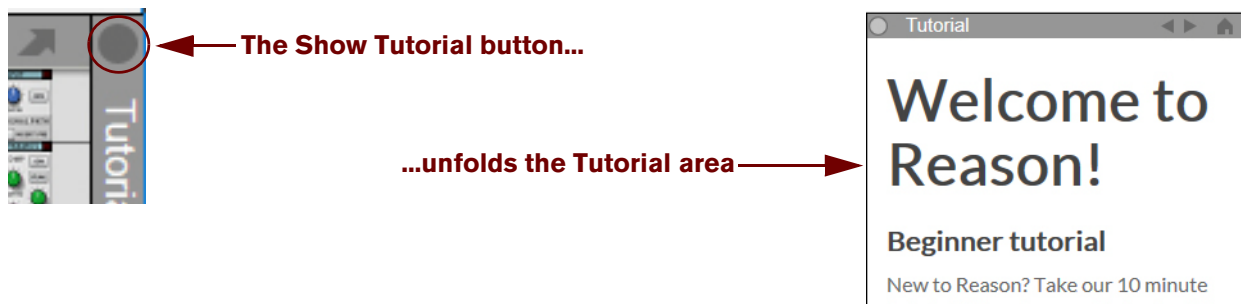 The Show Tutorial button...
Tutoria
...unfolds the Tutorial area
Tutorial
Welcome to
Reason!
Beginner tutorial
New to Reason? Take our 10 minute